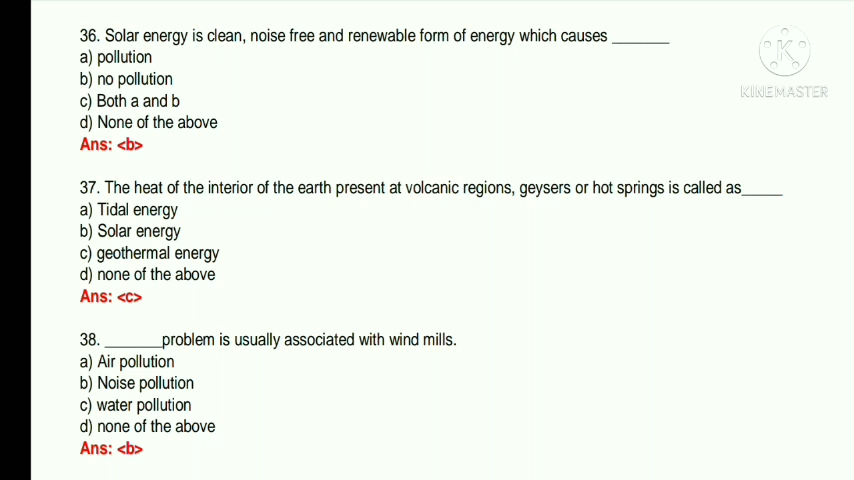 36. Solar energy is clean, noise free and renewable form of energy which causes _______
a) pollution
b) no pollution
c) Both a and b
d) None of the above
Ans: <b>
37. The heat of the interior of the earth present at volcanic regions, geysers or hot springs is called as_____
a) Tidal energy
b) Solar energy
c) geothermal energy
d) none of the above
Ans: <c>
38. _______problem is usually associated with wind mills.
a) Air pollution
b) Noise pollution
c) water pollution
d) none of the above
Ans: <b>
K
KINEMASTER